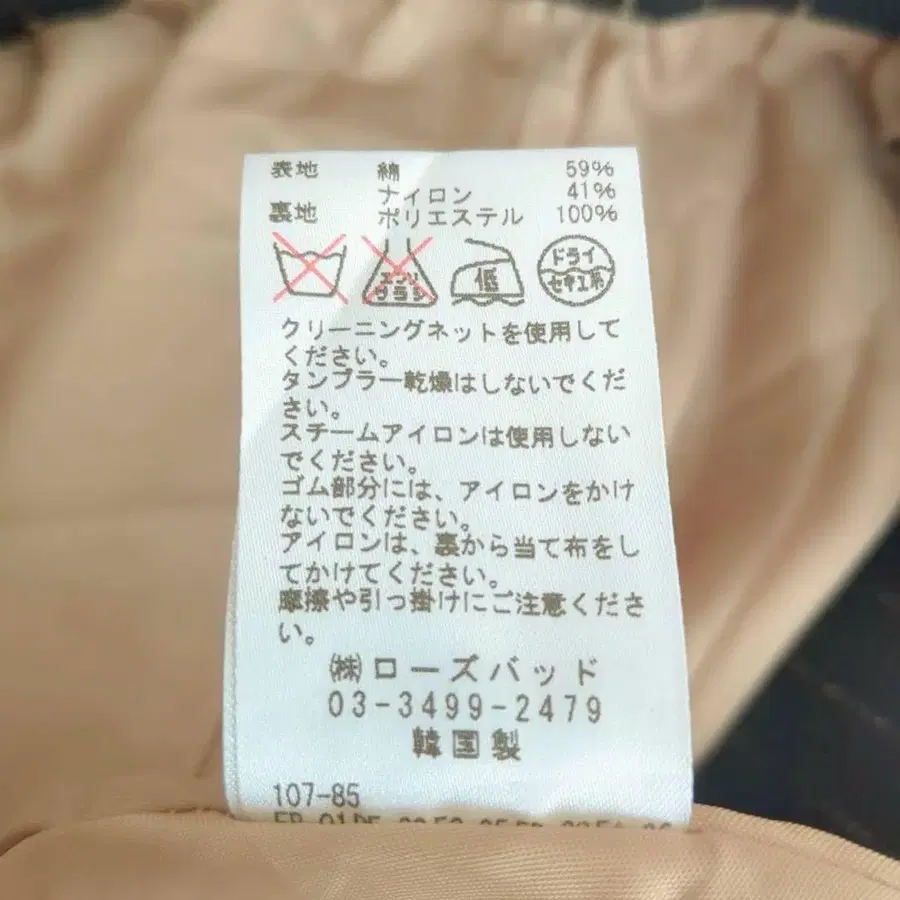 表地 綿 59%
ナイロン 41%
裏地 ポリエステル 100%
エンソ サラシ 低 ドライ セキユ系
クリーニングネットを使用して
ください。
タンブラー乾燥はしないでくだ
さい。
スチームアイロンは使用しない
でください。
ゴム部分には、アイロンをかけ
ないでください。
アイロンは、裏から当て布をし
てかけてください。
摩擦や引っ掛けにご注意くださ
い。
㈱ローズバッド
03-3499-2479
韓国製
107-85